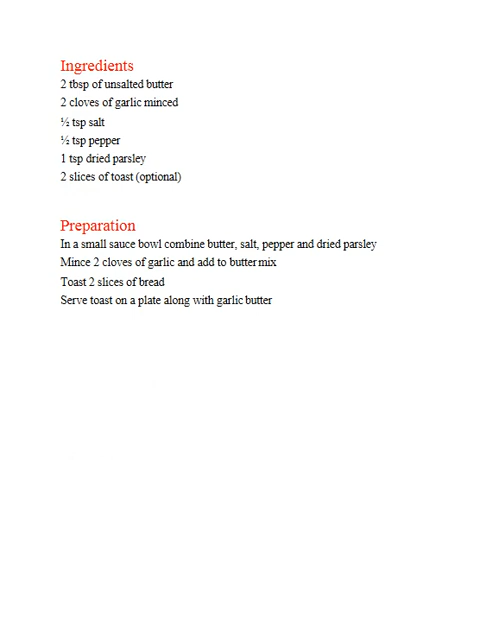 Ingredients
2 tbsp of unsalted butter
2 cloves of garlic minced
½ tsp salt
½ tsp pepper
1 tsp dried parsley
2 slices of toast (optional)
Preparation
In a small sauce bowl combine butter, salt, pepper and dried parsley
Mince 2 cloves of garlic and add to butter mix
Toast 2 slices of bread
Serve toast on a plate along with garlic butter